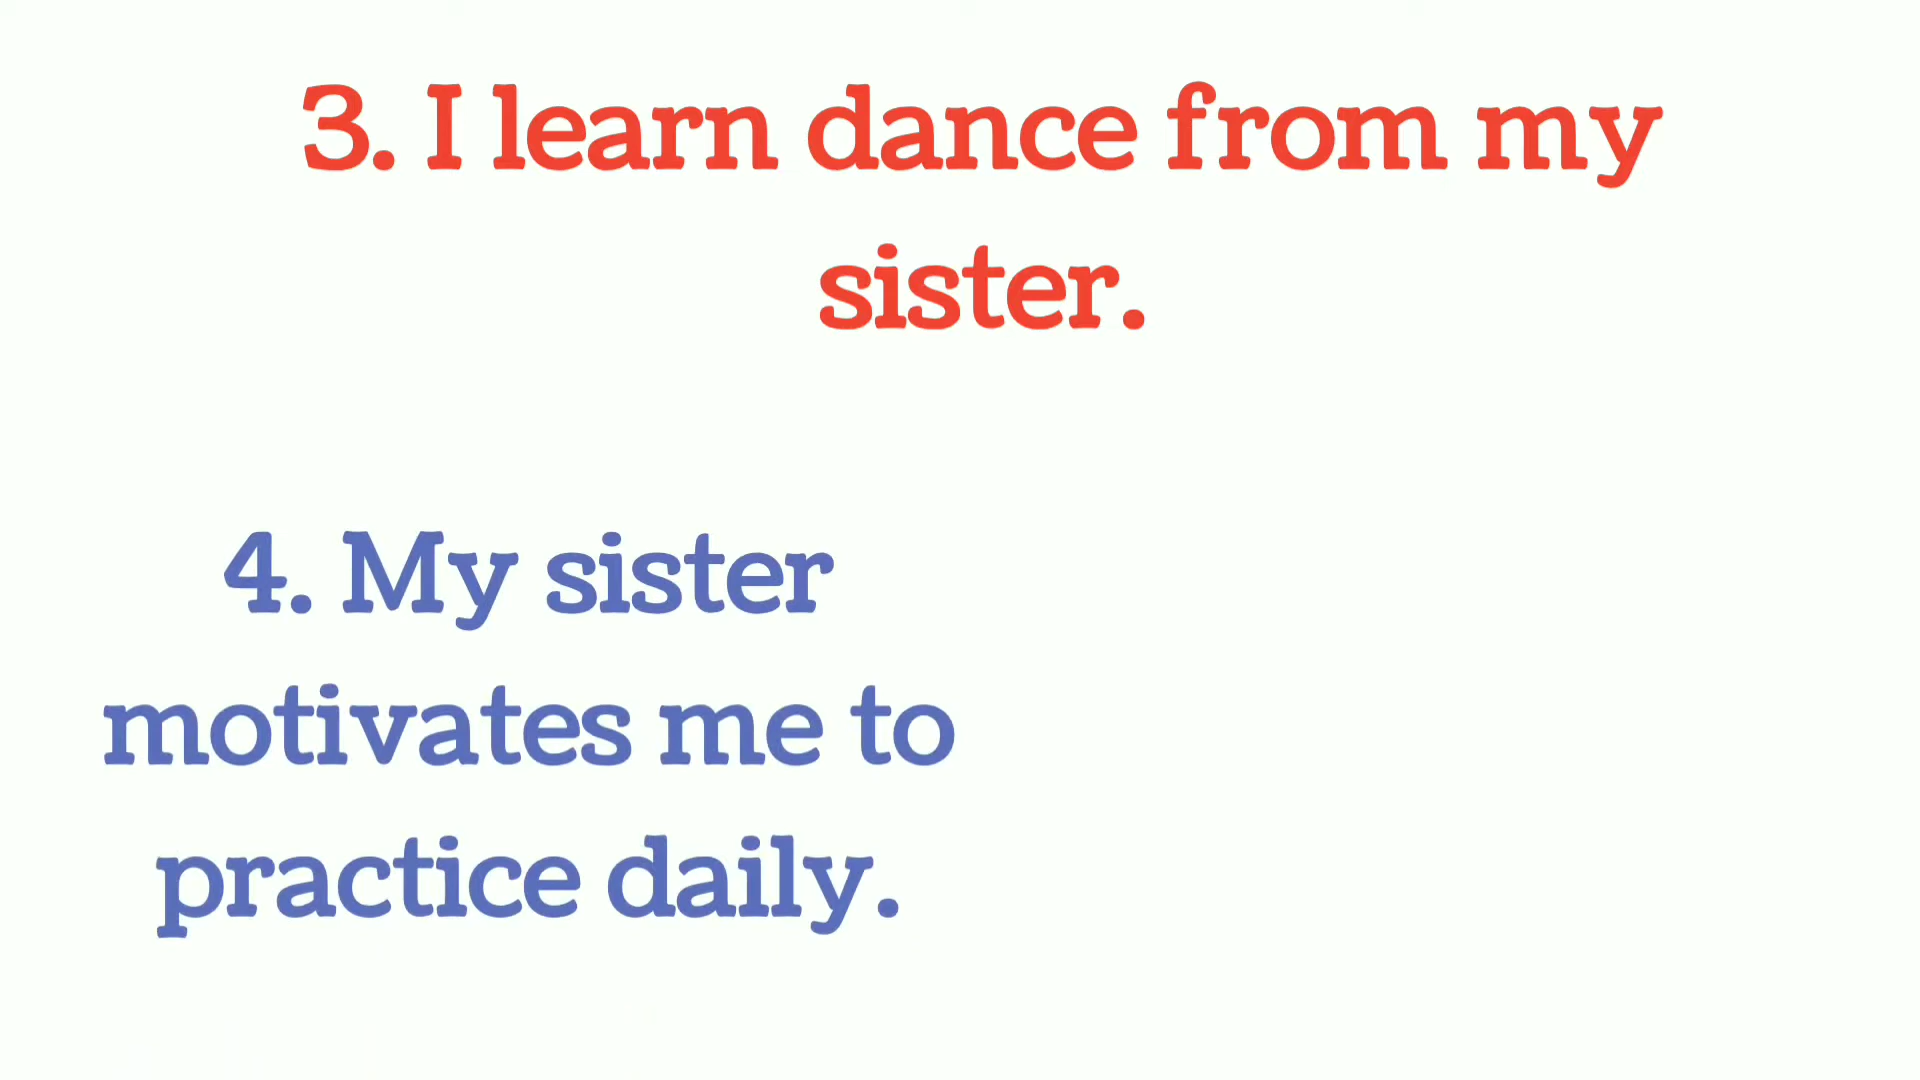 3. I learn dance from my
sister.
4. My sister
motivates me to
practice daily.